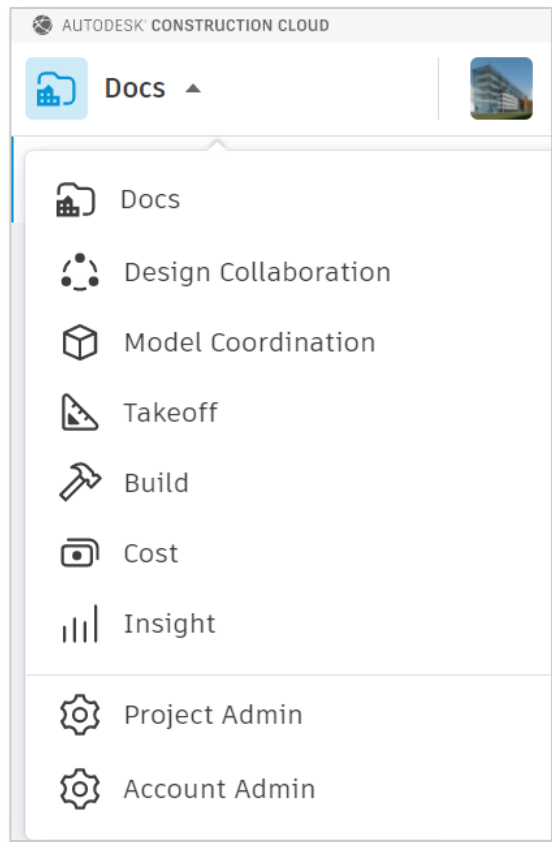 AUTODESK® CONSTRUCTION CLOUD
Docs
Docs
Design Collaboration
Model Coordination
Takeoff
Build
Cost
Insight
Project Admin
Account Admin